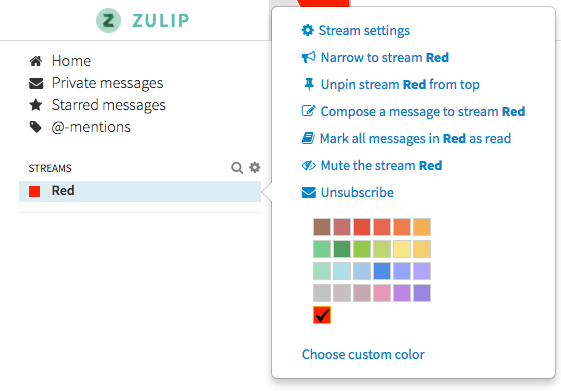 ZULIP
Home
Private messages
Starred messages
@-mentions
STREAMS
Red
Stream settings
Narrow to stream Red
Unpin stream Red from top
Compose a message to stream Red
Mark all messages in Red as read
Mute the stream Red
Unsubscribe
Choose custom color